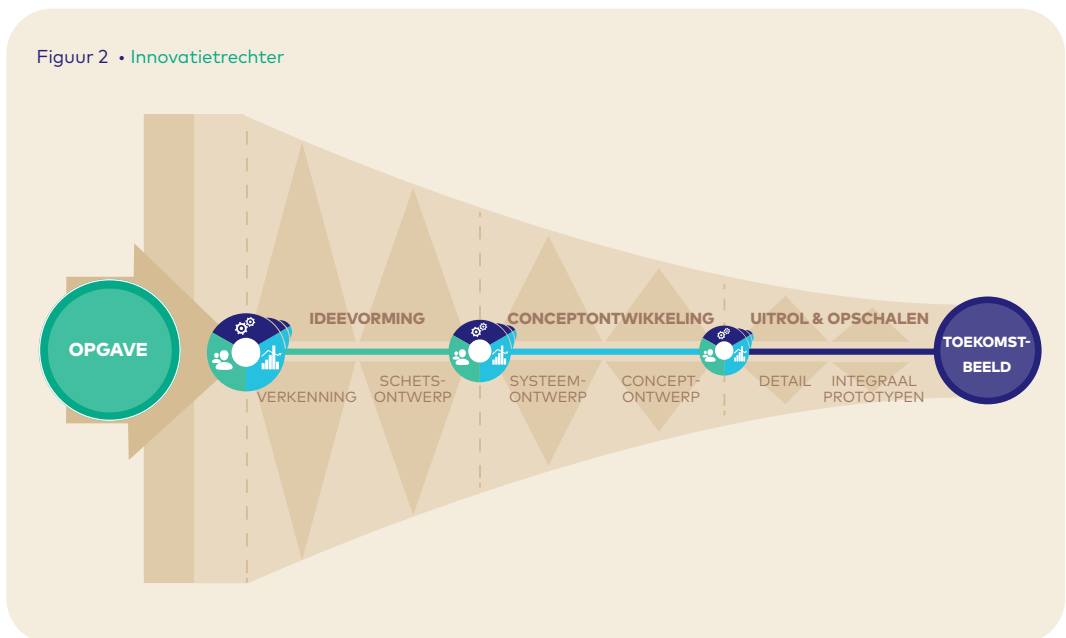 Figuur 2 • Innovatietrechter
OPGAVE
IDEEVORMING
VERKENNING
SCHETS-
ONTWERP
CONCEPTONTWIKKELING
SYSTEEM-
ONTWERP
CONCEPT-
ONTWERP
UITROL & OPSCHALEN
DETAIL
INTEGRAAL
PROTOTYPEN
TOEKOMST-
BEELD